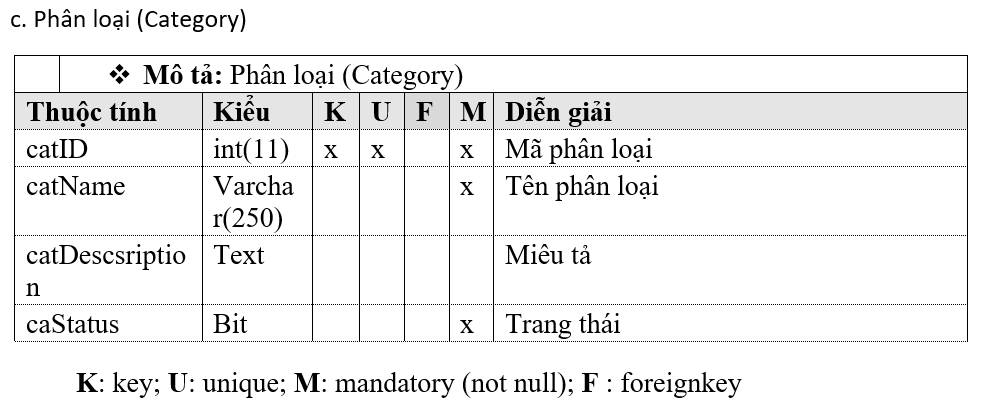 c. Phân loại (Category)
❖ Mô tả: Phân loại (Category)
Thuộc tính Kiểu K U F M Diễn giải
catID int(11) x x x Mã phân loại
catName Varcha x Tên phân loại
r(250)
catDescsriptio Text Miêu tả
n
caStatus Bit x Trang thái
K: key; U: unique; M: mandatory (not null); F : foreignkey